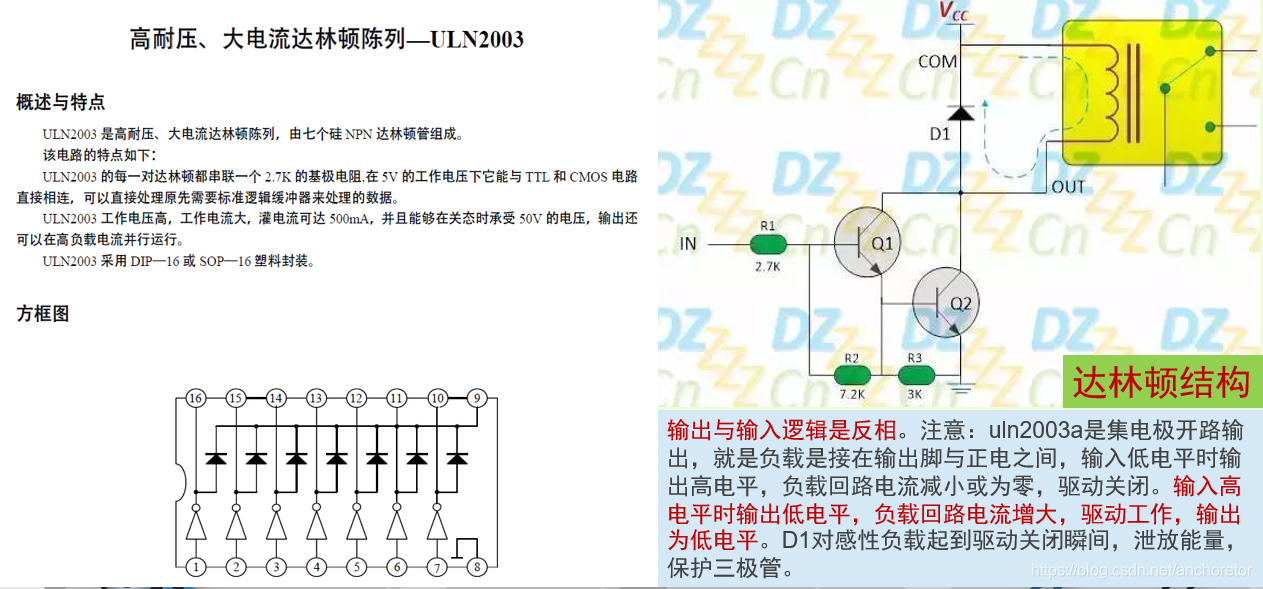 高耐压、大电流达林顿陈列—ULN2003
概述与特点
ULN2003 是高耐压、大电流达林顿陈列，由七个硅 NPN 达林顿管组成。
该电路的特点如下：
ULN2003 的每一对达林顿都串联一个 2.7K 的基极电阻,在 5V 的工作电压下它能与 TTL 和 CMOS 电路
直接相连，可以直接处理原先需要标准逻辑缓冲器来处理的数据。
ULN2003 工作电压高，工作电流大，灌电流可达 500mA，并且能够在关态时承受 50V 的电压，输出还
可以在高负载电流并行运行。
ULN2003 采用 DIP—16 或 SOP—16 塑料封装。
方框图
16 15 14 13 12 11 10 9
1 2 3 4 5 6 7 8
VCC
COM
D1
OUT
IN
R1
2.7K
Q1
Q2
R2
7.2K
R3
3K
达林顿结构
输出与输入逻辑是反相。注意：uln2003a是集电极开路输
出，就是负载是接在输出脚与正电之间，输入低电平时输
出高电平，负载回路电流减小或为零，驱动关闭。输入高
电平时输出低电平，负载回路电流增大，驱动工作，输出
为低电平。D1对感性负载起到驱动关闭瞬间，泄放能量，
保护三极管。
https://blog.csdn.net/anchoretor